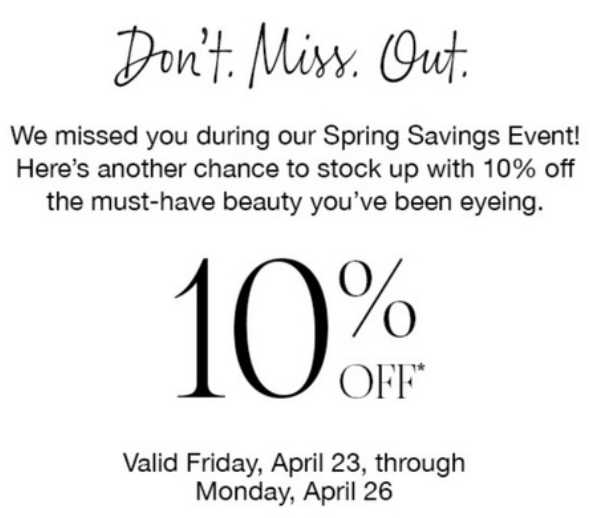 Don't. Miss. Out.
We missed you during our Spring Savings Event!
Here's another chance to stock up with 10% off
the must-have beauty you've been eyeing.
10%
OFF*
Valid Friday, April 23, through
Monday, April 26